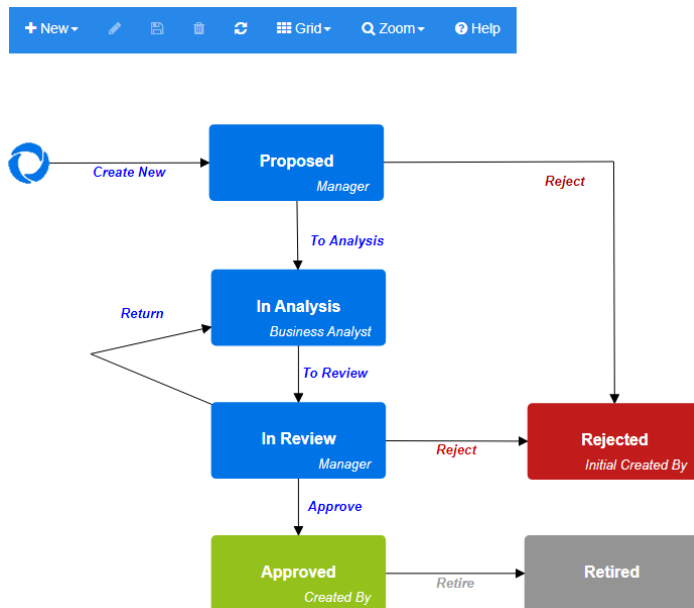 New
Grid
Zoom
Help
Create New
Proposed
Manager
Reject
To Analysis
In Analysis
Business Analyst
Return
To Review
In Review
Manager
Reject
Rejected
Initial Created By
Approve
Approved
Created By
Retire
Retired